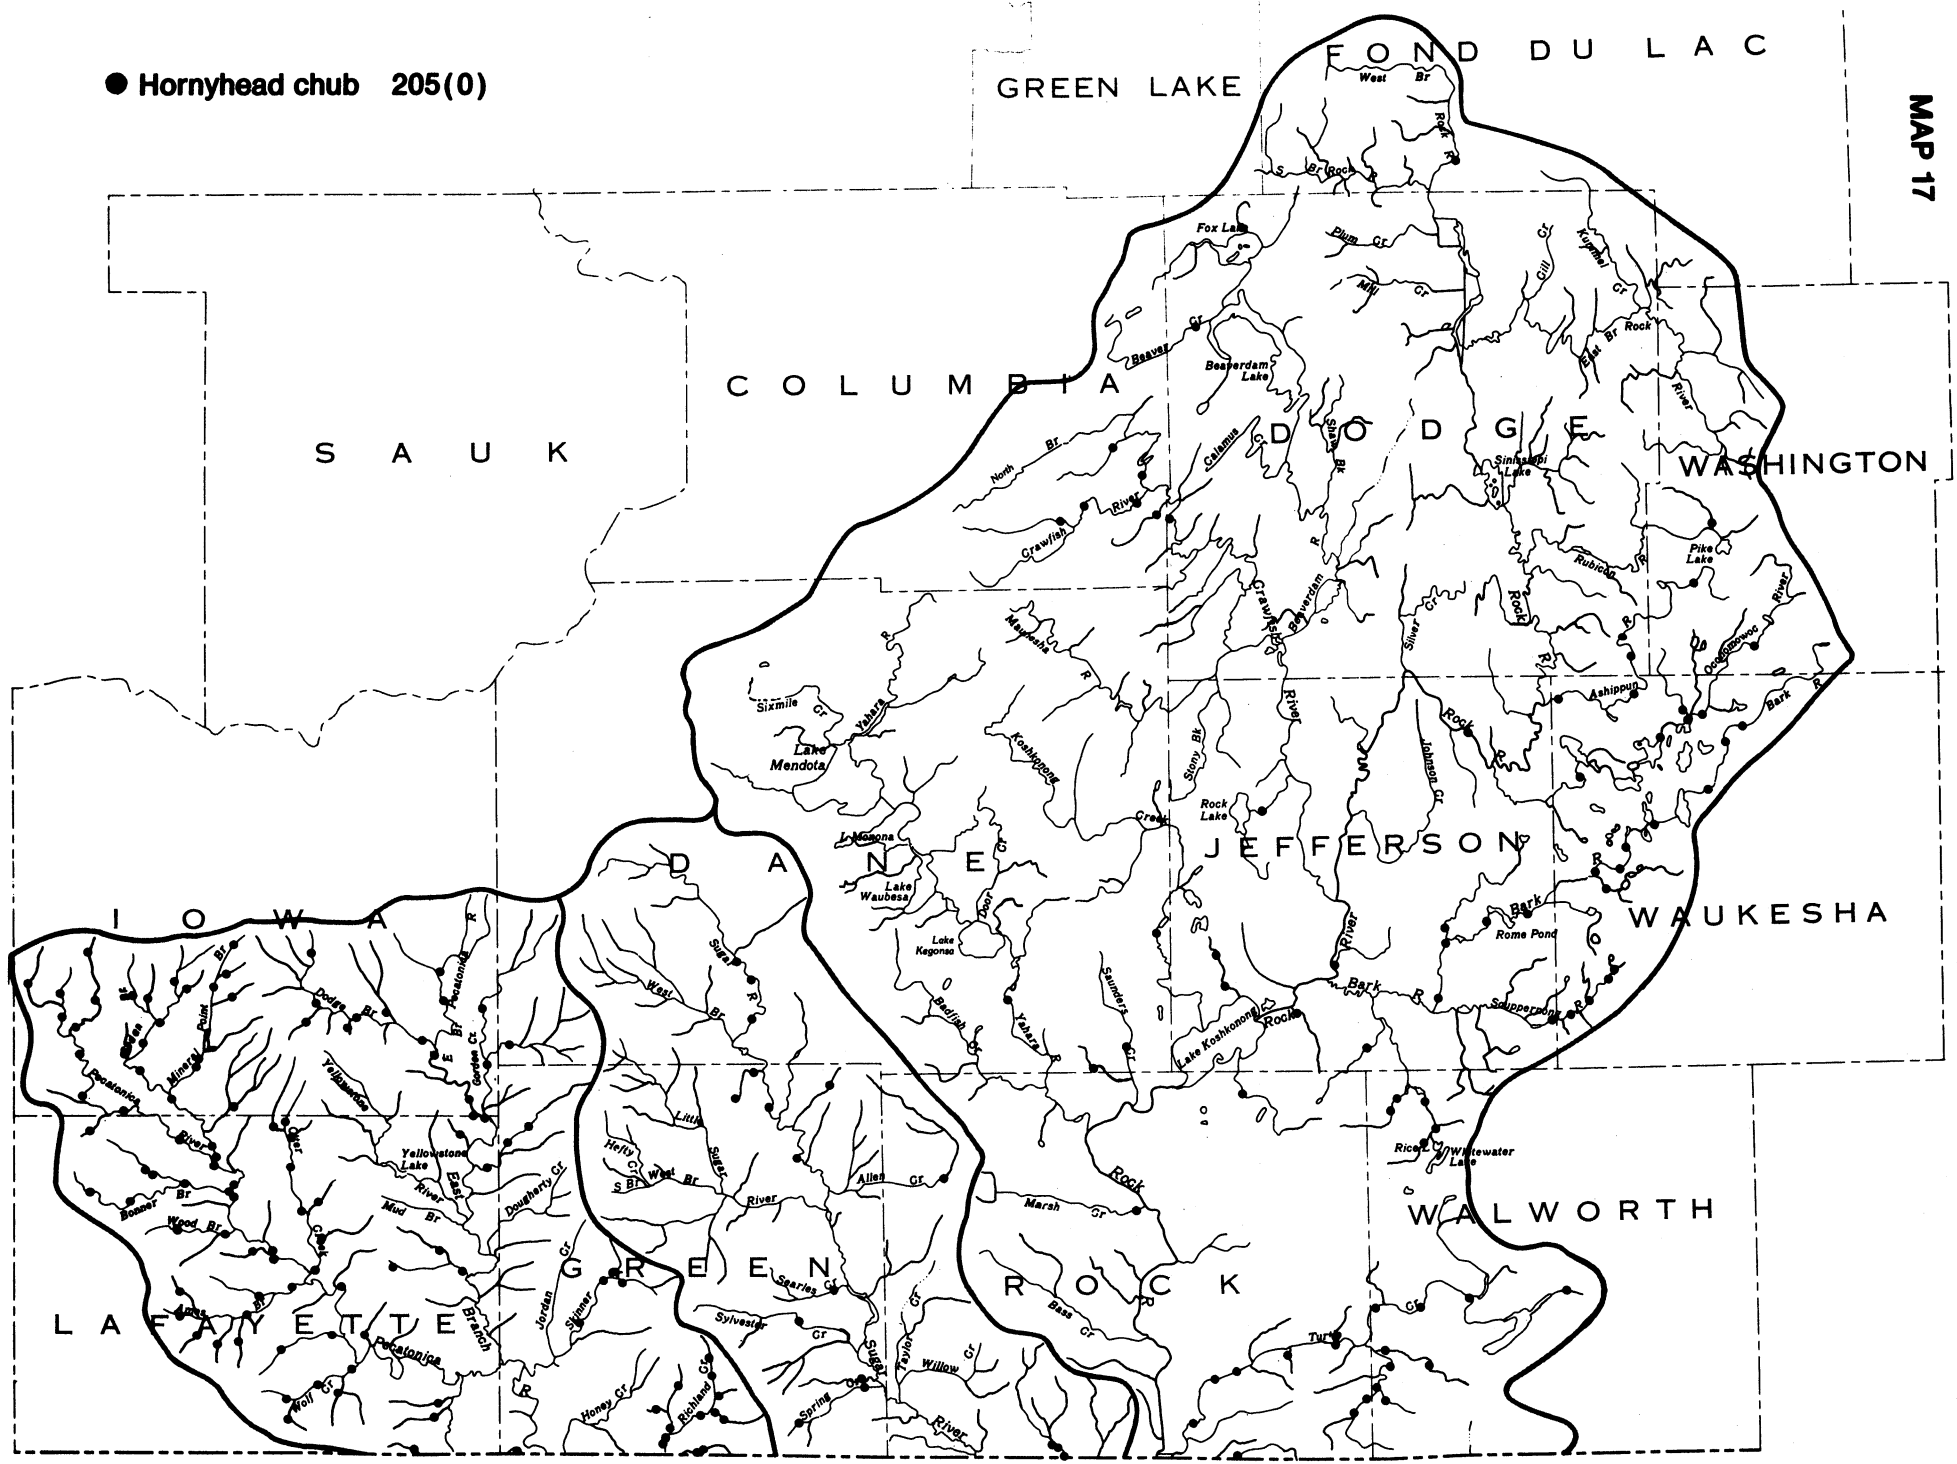 ● Hornyhead chub 205(0)
MAP 17
FOND DU LAC
GREEN LAKE
West Br
Rock R
S Br Rock R
Fox Lake
Plum Cr
Mill Cr
Gill Cr
Kummel Cr
East Br Rock River
Beaver Cr
Beaverdam Lake
COLUMBIA
SAUK
DODGE
WASHINGTON
North Br
Calamus Cr
Shaw Bk
Sinissippi Lake
Crawfish River
Pike Lake
Rubicon R
Crawfish
Beaverdam R
Silver Cr
Rock R
Oconomowoc River
Maunesha R
Yahara R
Sixmile Cr
Lake Mendota
Koshkonong
Creek
Stony Bk
River
Johnson Cr
Rock R
Ashippun R
Bark R
Rock Lake
JEFFERSON
L Monona
DANE
Lake Waubesa
Door Cr
Lake Kegonsa
WAUKESHA
Bark R
Rome Pond
River
Bark R
Scuppernong R
IOWA
Pecatonica R
Br
E
Gordon Cr
Dodge Br
Mineral Point Br
Pecatonica
River
Sugar R
West Br
Badfish Cr
Yahara R
Saunders Cr
Lake Koshkonong
Rock
Yellowstone
Yellowstone Lake
River
East
Mud Br
Dougherty Cr
Hefty Cr
Little
Sugar
S Br West Br
River
Allen Cr
Rice L
Whitewater Lake
WALWORTH
Rock
Marsh Cr
Bonner Br
Wood Br
Otter
Creek
Ames Br
LAFAYETTE
Branch
Pecatonica
R
Wolf Cr
Jordan Cr
Skinner
GREEN
Searles Cr
Sylvester Cr
Sugar
Taylor Cr
Willow Cr
Honey Cr
Richland Cr
Spring Cr
River
ROCK
Bass Cr
R
Turtle
Cr